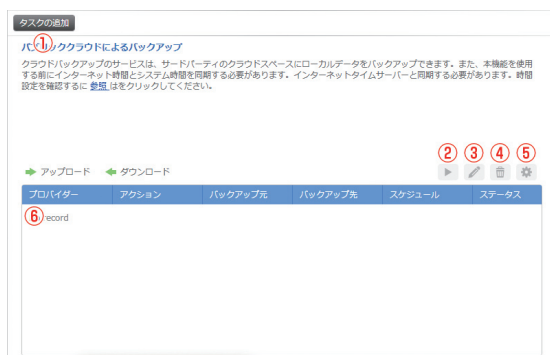 タスクの追加
①
によるバックアップ
クラウドバックアップのサービスは、サードパーティのクラウドスペースにローカルデータをバックアップできます。また、本機能を使用
する前にインターネット時間とシステム時間を同期する必要があります。インターネットタイムサーバーと同期する必要があります。時間
設定を確認するに 参照 はをクリックしてください。
② ③ ④ ⑤
アップロード ダウンロード
プロバイダー アクション バックアップ元 バックアップ先 スケジュール ステータス
⑥ record